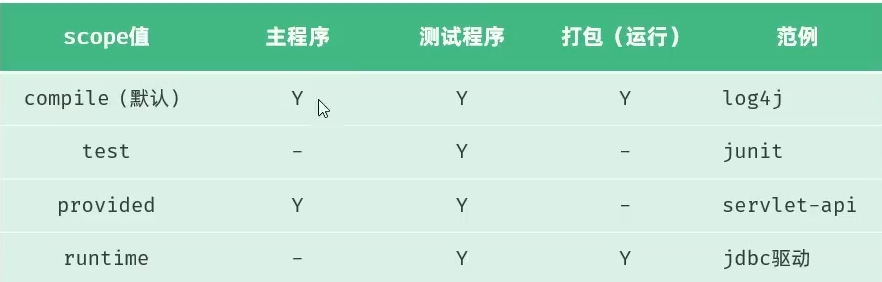 scope值 主程序 测试程序 打包（运行） 范例
compile（默认） Y Y Y log4j
test - Y - junit
provided Y Y - servlet-api
runtime - Y Y jdbc驱动